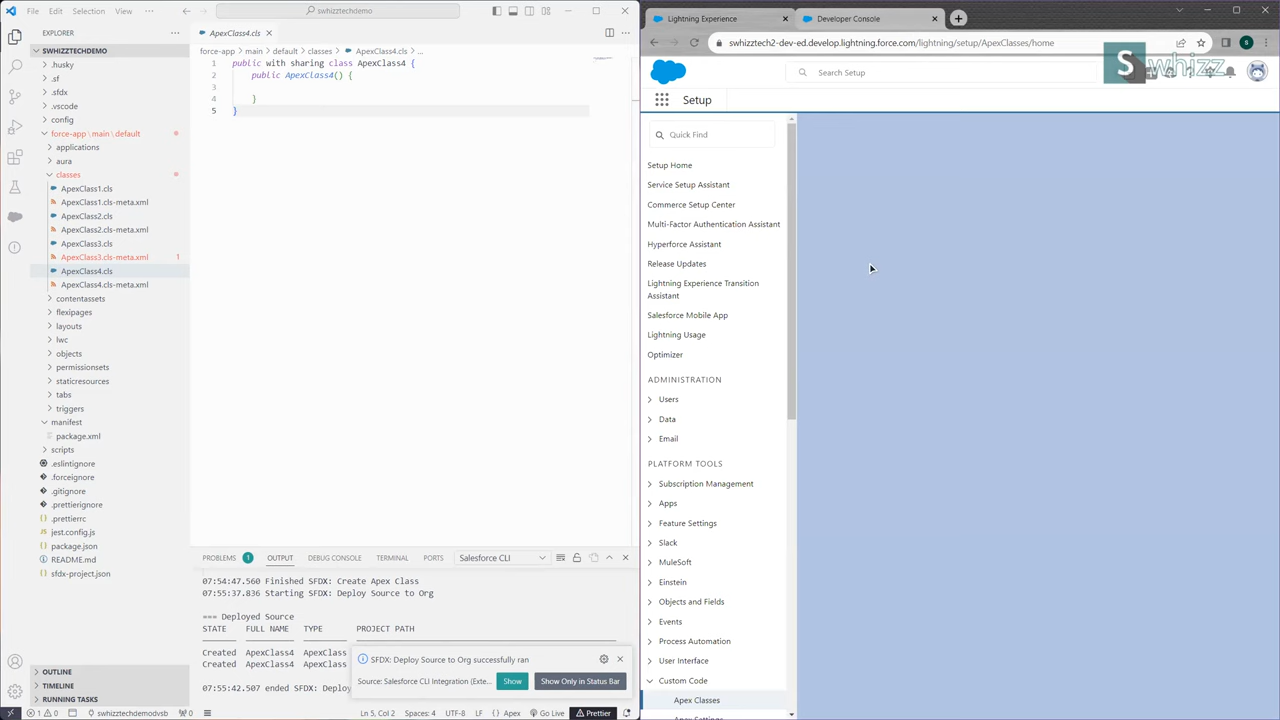 File Edit Selection View ... swhizztechdemo
EXPLORER
SWHIZZTECHDEMO
.husky
.sf
.sfdx
.vscode
config
force-app \ main \ default
applications
aura
classes
ApexClass1.cls
ApexClass1.cls-meta.xml
ApexClass2.cls
ApexClass2.cls-meta.xml
ApexClass3.cls
ApexClass3.cls-meta.xml 1
ApexClass4.cls
ApexClass4.cls-meta.xml
contentassets
flexipages
layouts
lwc
objects
permissionsets
staticresources
tabs
triggers
manifest
package.xml
scripts
.eslintignore
.forceignore
.gitignore
.prettierignore
.prettierrc
jest.config.js
package.json
README.md
sfdx-project.json
OUTLINE
TIMELINE
RUNNING TASKS
ApexClass4.cls
force-app > main > default > classes > ApexClass4.cls > ...
1 public with sharing class ApexClass4 {
2 public ApexClass4() {
3
4 }
5 }
PROBLEMS 1 OUTPUT DEBUG CONSOLE TERMINAL PORTS Salesforce CLI
07:54:47.560 Finished SFDX: Create Apex Class
07:55:37.836 Starting SFDX: Deploy Source to Org
=== Deployed Source
STATE FULL NAME TYPE PROJECT PATH
Created ApexClass4 ApexClass
Created ApexClass4 ApexClass
07:55:42.507 ended SFDX: Deploy
SFDX: Deploy Source to Org successfully ran
Source: Salesforce CLI Integration (Exte...
Show
Show Only in Status Bar
1 0 swhizztechdemovsb 0 Ln 5, Col 2 Spaces: 4 UTF-8 LF {} Apex Go Live Prettier
Lightning Experience
Developer Console
swhizztech2-dev-ed.develop.lightning.force.com/lightning/setup/ApexClasses/home
S
Search Setup
S whizz
Setup
Quick Find
Setup Home
Service Setup Assistant
Commerce Setup Center
Multi-Factor Authentication Assistant
Hyperforce Assistant
Release Updates
Lightning Experience Transition
Assistant
Salesforce Mobile App
Lightning Usage
Optimizer
ADMINISTRATION
Users
Data
Email
PLATFORM TOOLS
Subscription Management
Apps
Feature Settings
Slack
MuleSoft
Einstein
Objects and Fields
Events
Process Automation
User Interface
Custom Code
Apex Classes
Apex Settings